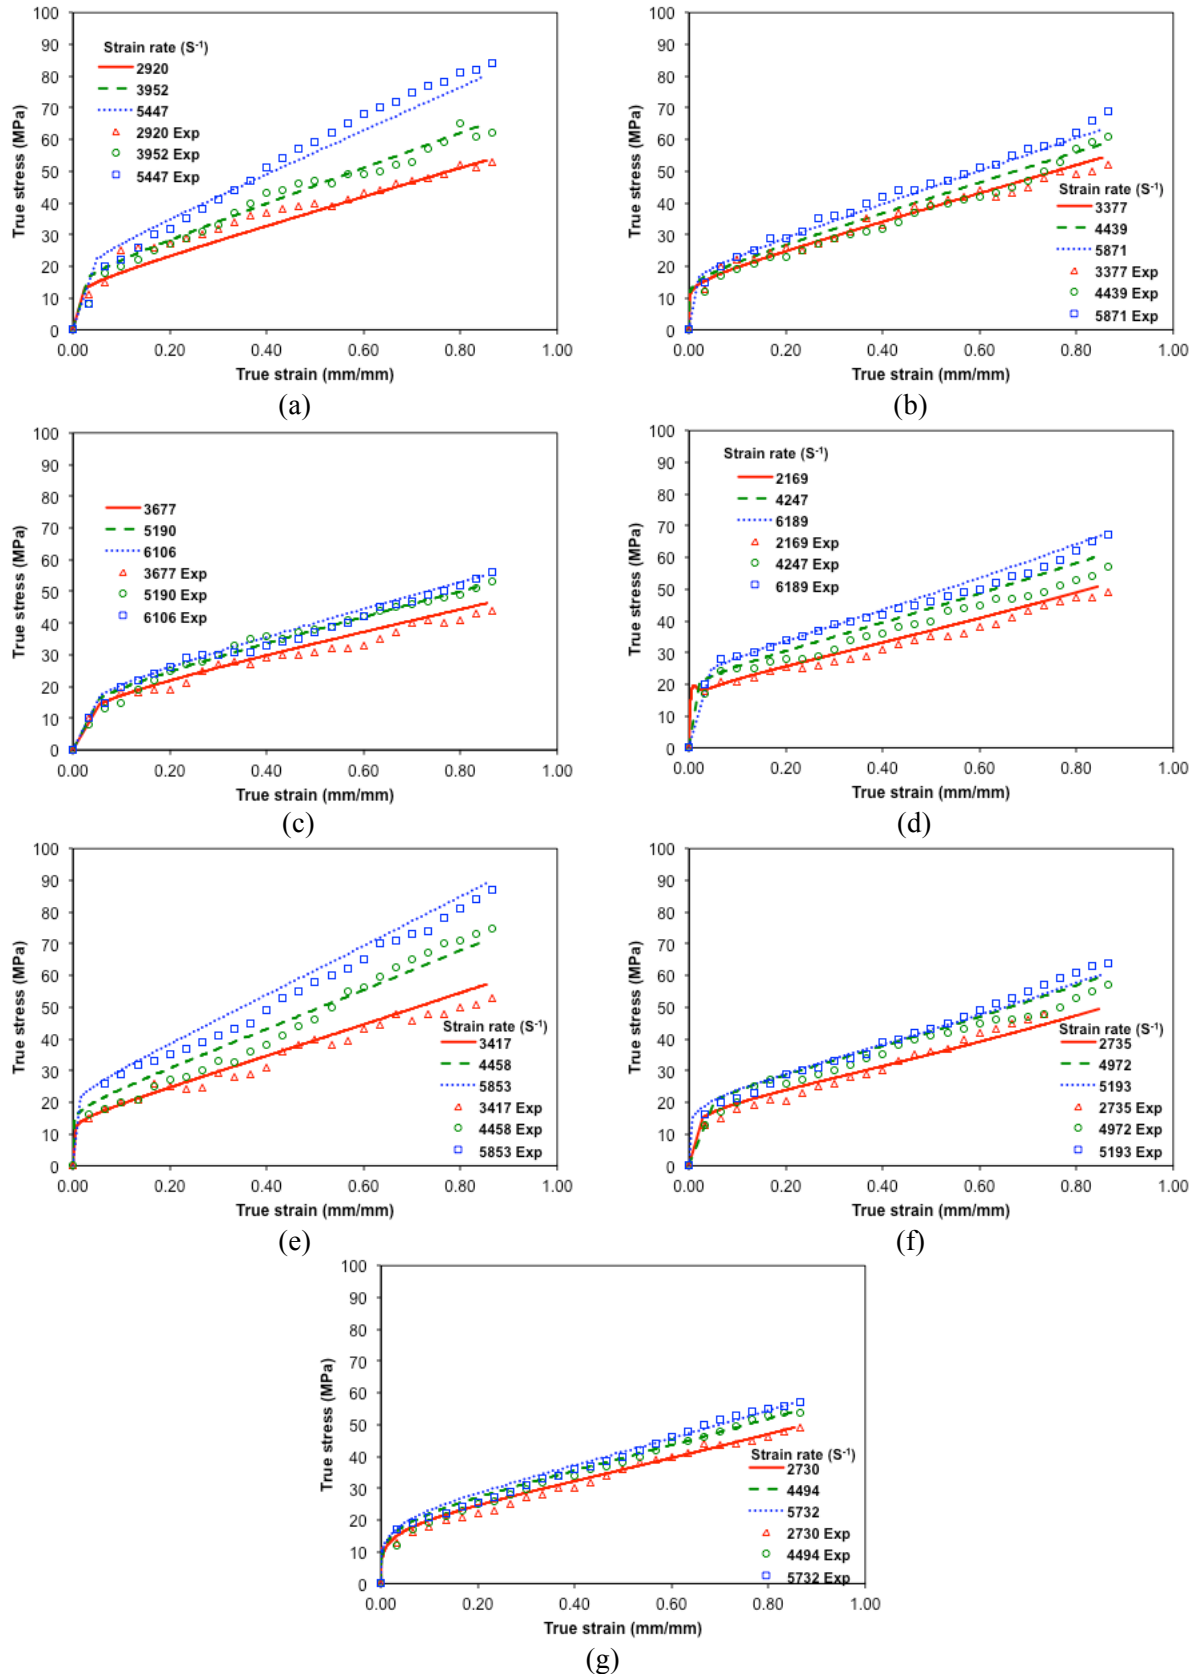 100
90
80
70
60
50
40
30
20
10
0
True stress (MPa)
Strain rate (S-1)
2920
3952
5447
2920 Exp
3952 Exp
5447 Exp
0.00 0.20 0.40 0.60 0.80 1.00
True strain (mm/mm)
(a)
100
90
80
70
60
50
40
30
20
10
0
True stress (MPa)
Strain rate (S-1)
3377
4439
5871
3377 Exp
4439 Exp
5871 Exp
0.00 0.20 0.40 0.60 0.80 1.00
True strain (mm/mm)
(b)
100
90
80
70
60
50
40
30
20
10
0
True stress (MPa)
3677
5190
6106
3677 Exp
5190 Exp
6106 Exp
0.00 0.20 0.40 0.60 0.80 1.00
True strain (mm/mm)
(c)
100
90
80
70
60
50
40
30
20
10
0
True stress (MPa)
Strain rate (S-1)
2169
4247
6189
2169 Exp
4247 Exp
6189 Exp
0.00 0.20 0.40 0.60 0.80 1.00
True strain (mm/mm)
(d)
100
90
80
70
60
50
40
30
20
10
0
True stress (MPa)
Strain rate (S-1)
3417
4458
5853
3417 Exp
4458 Exp
5853 Exp
0.00 0.20 0.40 0.60 0.80 1.00
True strain (mm/mm)
(e)
100
90
80
70
60
50
40
30
20
10
0
True stress (MPa)
Strain rate (S-1)
2735
4972
5193
2735 Exp
4972 Exp
5193 Exp
0.00 0.20 0.40 0.60 0.80 1.00
True strain (mm/mm)
(f)
100
90
80
70
60
50
40
30
20
10
0
True stress (MPa)
Strain rate (S-1)
2730
4494
5732
2730 Exp
4494 Exp
5732 Exp
0.00 0.20 0.40 0.60 0.80 1.00
True strain (mm/mm)
(g)